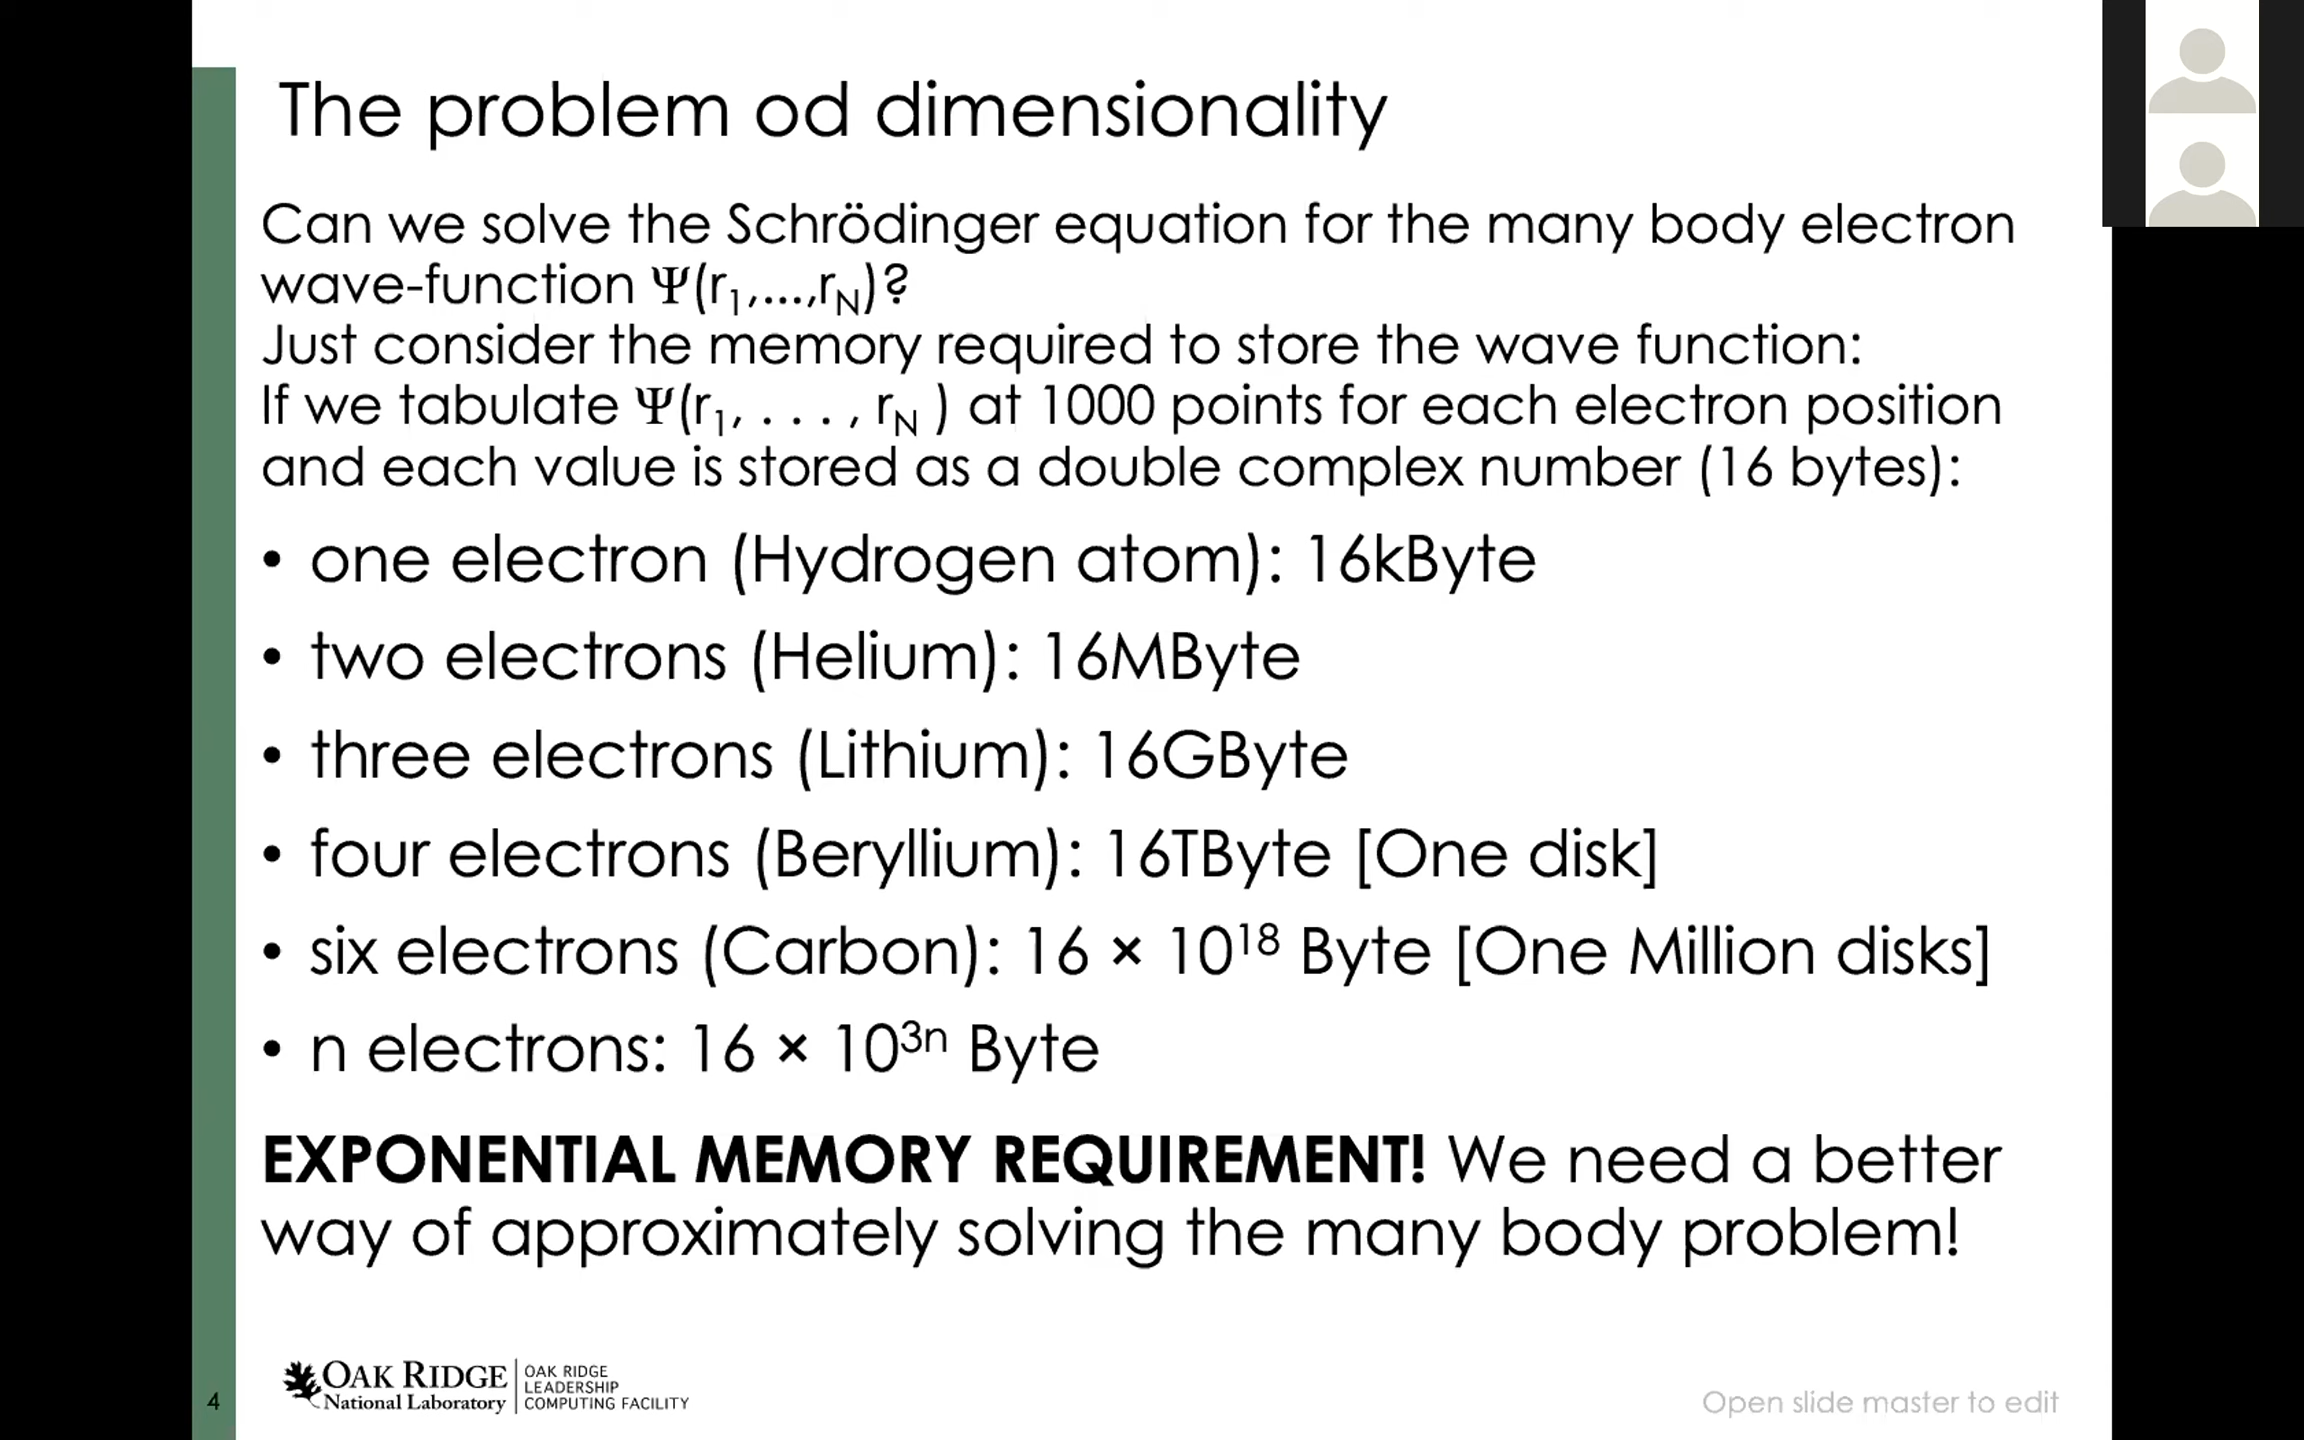 The problem od dimensionality
Can we solve the Schrödinger equation for the many body electron
wave-function Ψ(r₁,...,r_N)?
Just consider the memory required to store the wave function:
If we tabulate Ψ(r₁, . . . , r_N ) at 1000 points for each electron position
and each value is stored as a double complex number (16 bytes):
• one electron (Hydrogen atom): 16kByte
• two electrons (Helium): 16MByte
• three electrons (Lithium): 16GByte
• four electrons (Beryllium): 16TByte [One disk]
• six electrons (Carbon): 16 × 10¹⁸ Byte [One Million disks]
• n electrons: 16 × 10³ⁿ Byte
EXPONENTIAL MEMORY REQUIREMENT! We need a better
way of approximately solving the many body problem!
4
OAK RIDGE
National Laboratory
OAK RIDGE
LEADERSHIP
COMPUTING FACILITY
Open slide master to edit